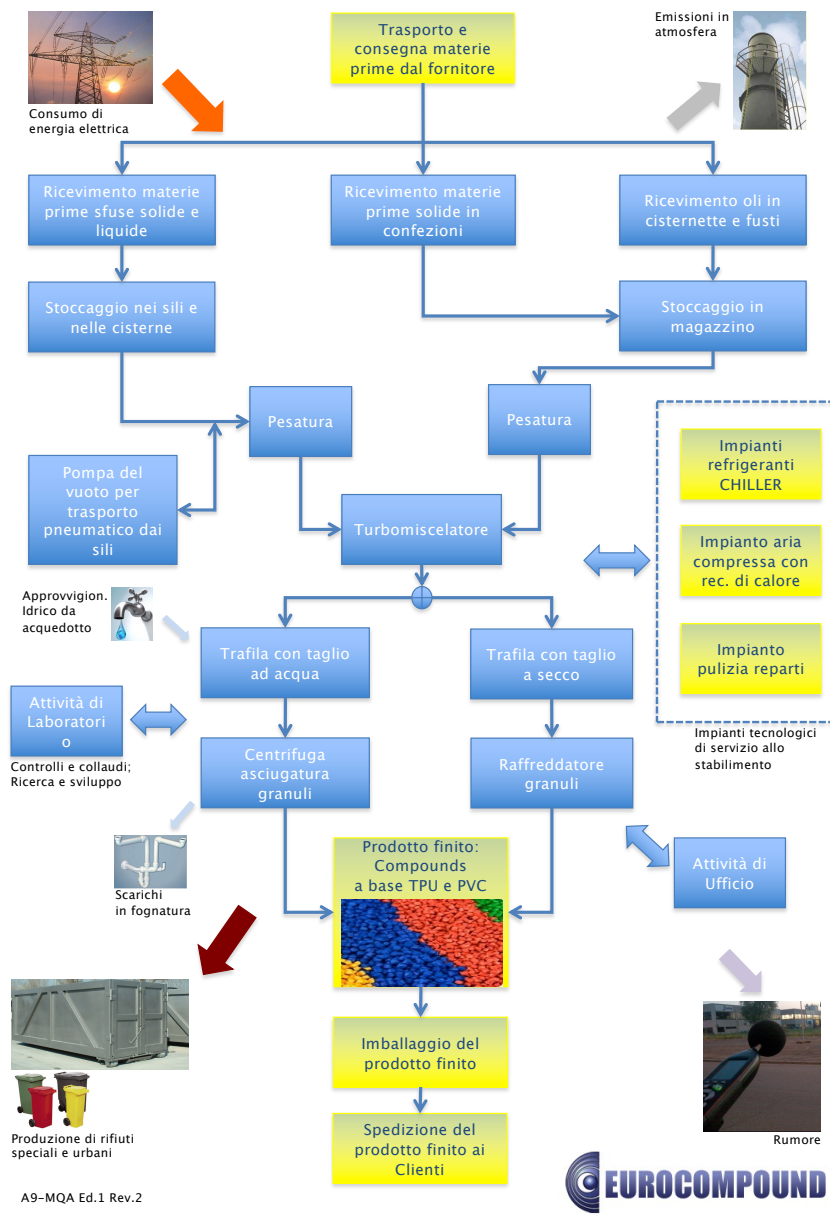 Trasporto e
consegna materie
prime dal fornitore
Emissioni in
atmosfera
Consumo di
energia elettrica
Ricevimento materie
prime sfuse solide e
liquide
Ricevimento materie
prime solide in
confezioni
Ricevimento oli in
cisternette e fusti
Stoccaggio nei sili e
nelle cisterne
Stoccaggio in
magazzino
Pesatura
Pesatura
Impianti
refrigeranti
CHILLER
Pompa del
vuoto per
trasporto
pneumatico dai
sili
Turbomiscelatore
Impianto aria
compressa con
rec. di calore
Approvvigion.
Idrico da
acquedotto
Trafila con taglio
ad acqua
Trafila con taglio
a secco
Impianto
pulizia reparti
Attività di
Laboratori
o
Impianti tecnologici
di servizio allo
stabilimento
Controlli e collaudi;
Ricerca e sviluppo
Centrifuga
asciugatura
granuli
Raffreddatore
granuli
Prodotto finito:
Compounds
a base TPU e PVC
Attività di
Ufficio
Scarichi
in fognatura
Imballaggio del
prodotto finito
Spedizione del
prodotto finito ai
Clienti
Produzione di rifiuti
speciali e urbani
Rumore
EUROCOMPOUND
A9-MQA Ed.1 Rev.2